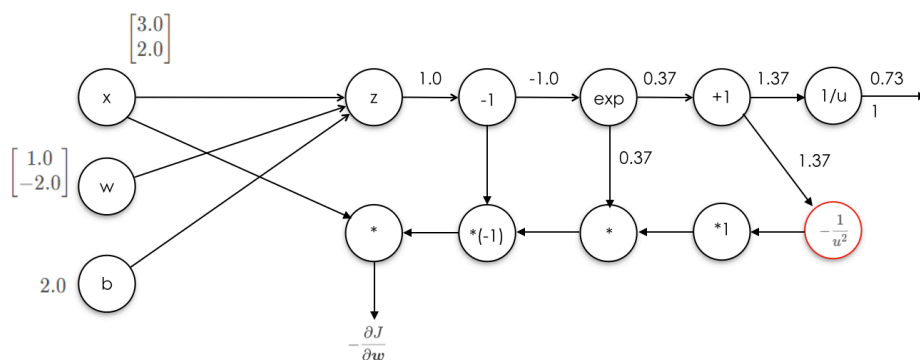 [3.0
2.0]
x
z
1.0
-1
-1.0
exp
0.37
+1
1.37
1/u
0.73
1
[1.0
−2.0]
w
0.37
1.37
*
*(-1)
*
*1
−1/u²
2.0
b
−∂J/∂w